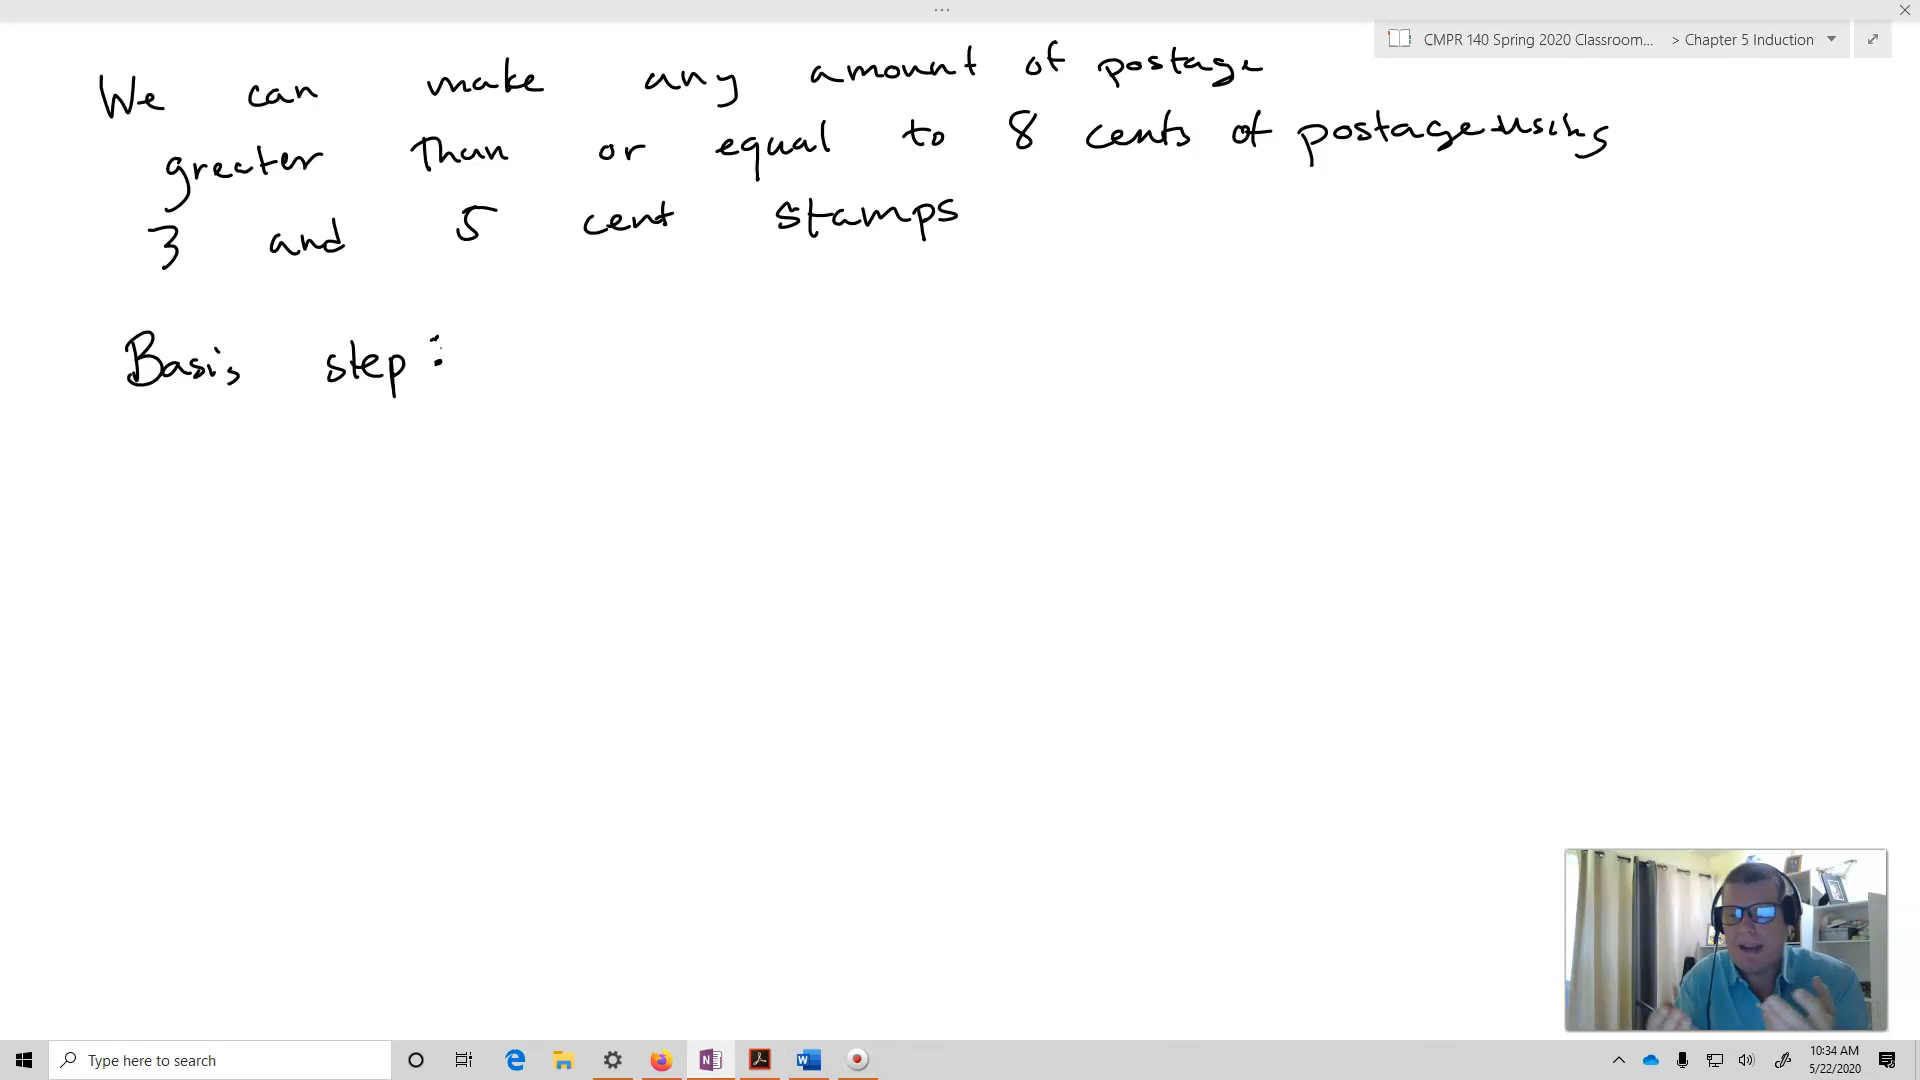 CMPR 140 Spring 2020 Classroom... > Chapter 5 Induction
We can make any amount of postage
greater than or equal to 8 cents of postage using
3 and 5 cent stamps
Basis step:
Type here to search
10:34 AM
5/22/2020